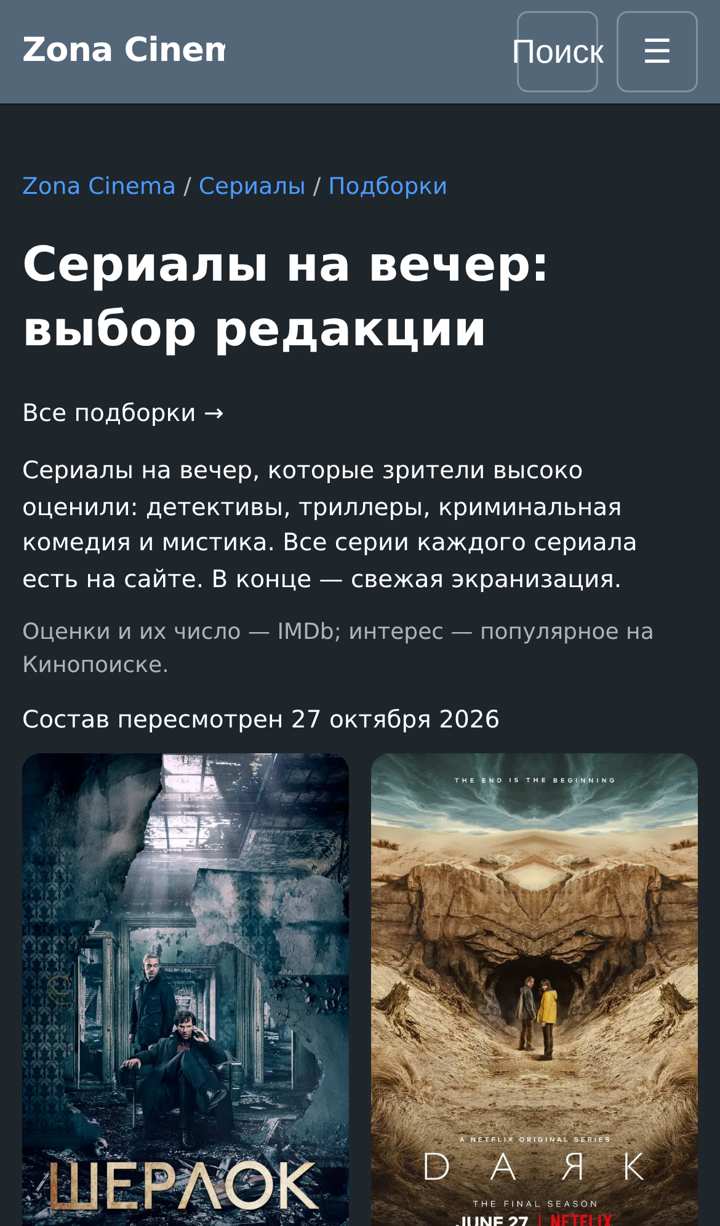 Zona Cinem
Поиск
☰
Zona Cinema / Сериалы / Подборки
Сериалы на вечер:
выбор редакции
Все подборки →
Сериалы на вечер, которые зрители высоко
оценили: детективы, триллеры, криминальная
комедия и мистика. Все серии каждого сериала
есть на сайте. В конце — свежая экранизация.
Оценки и их число — IMDb; интерес — популярное на
Кинопоиске.
Состав пересмотрен 27 октября 2026
ШЕРЛОК
THE END IS THE BEGINNING
A NETFLIX ORIGINAL SERIES
DARK
THE FINAL SEASON
JUNE 27 | NETFLIX